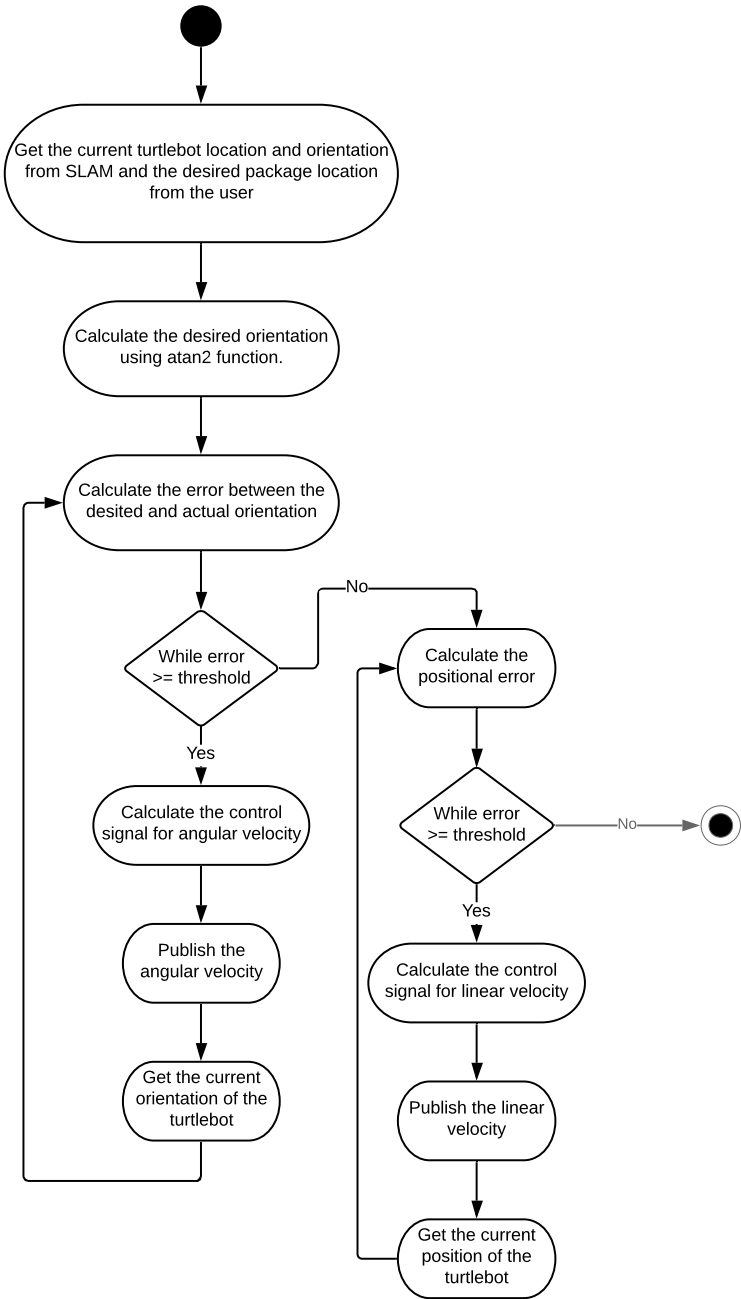 Get the current turtlebot location and orientation
from SLAM and the desired package location
from the user
Calculate the desired orientation
using atan2 function.
Calculate the error between the
desited and actual orientation
While error
>= threshold
No
Yes
Calculate the control
signal for angular velocity
Publish the
angular velocity
Get the current
orientation of the
turtlebot
Calculate the
positional error
While error
>= threshold
No
Yes
Calculate the control
signal for linear velocity
Publish the linear
velocity
Get the current
position of the
turtlebot